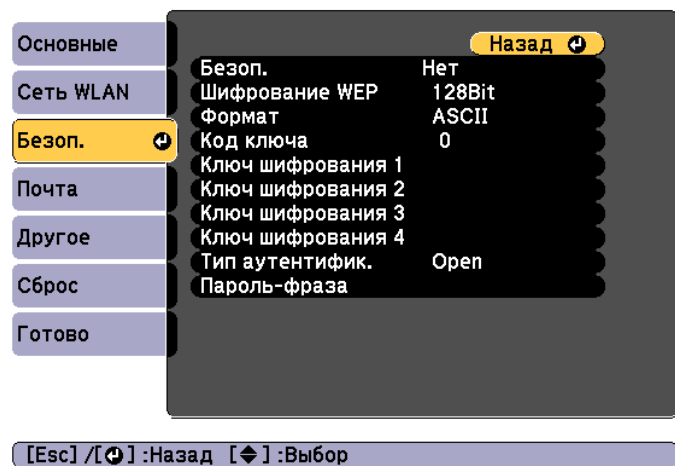 Основные
Сеть WLAN
Безоп.
Почта
Другое
Сброс
Готово
Назад
Безоп. Нет
Шифрование WEP 128Bit
Формат ASCII
Код ключа 0
Ключ шифрования 1
Ключ шифрования 2
Ключ шифрования 3
Ключ шифрования 4
Тип аутентифик. Open
Пароль-фраза
[Esc] /[ ] :Назад [ ] :Выбор